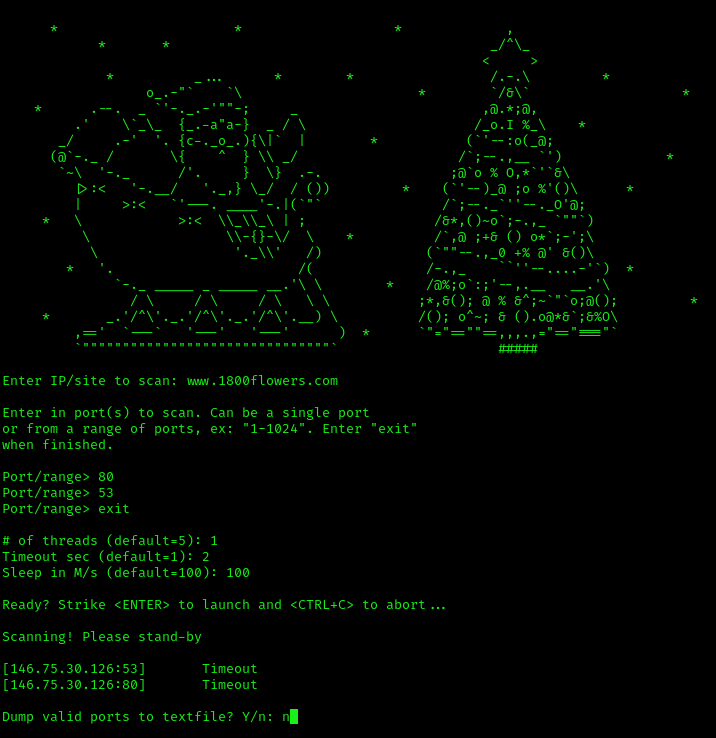 Enter IP/site to scan: www.1800flowers.com
Enter in port(s) to scan. Can be a single port
or from a range of ports, ex: "1-1024". Enter "exit"
when finished.
Port/range> 80
Port/range> 53
Port/range> exit
# of threads (default=5): 1
Timeout sec (default=1): 2
Sleep in M/s (default=100): 100
Ready? Strike <ENTER> to launch and <CTRL+C> to abort...
Scanning! Please stand-by
[146.75.30.126:53] Timeout
[146.75.30.126:80] Timeout
Dump valid ports to textfile? Y/n: n